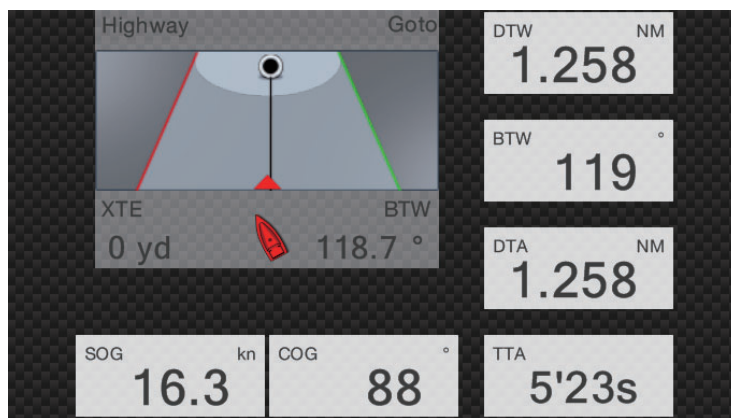 Highway Goto
XTE BTW
0 yd 118.7 °
DTW NM
1.258
BTW °
119
DTA NM
1.258
SOG kn
16.3
COG °
88
TTA
5'23s